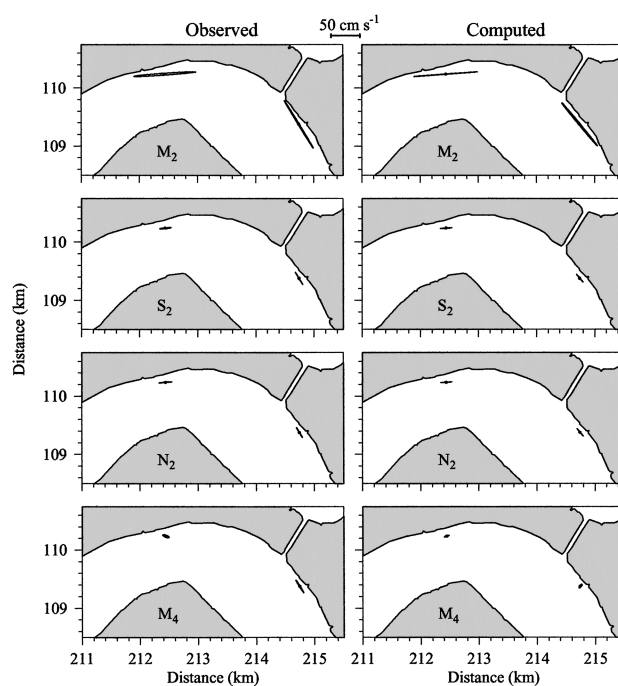 Observed
50 cm s⁻¹
Computed
110
109
M₂
M₂
110
109
S₂
S₂
Distance (km)
110
109
N₂
N₂
110
109
M₄
M₄
211 212 213 214 215 211 212 213 214 215
Distance (km) Distance (km)